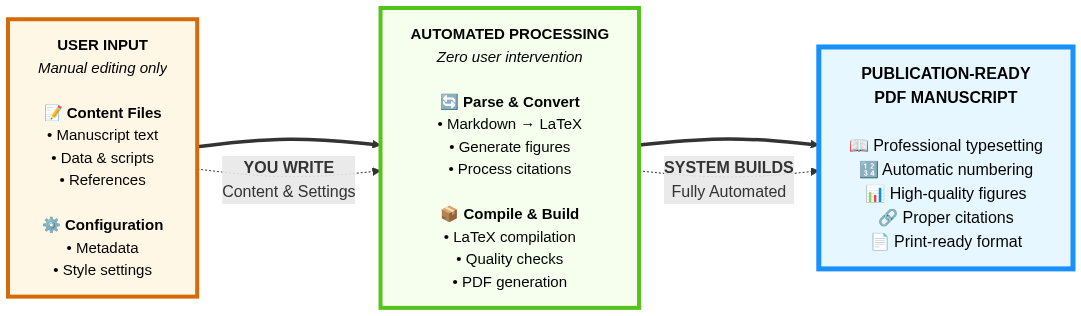 USER INPUT
Manual editing only
📝 Content Files
• Manuscript text
• Data & scripts
• References
⚙️ Configuration
• Metadata
• Style settings
YOU WRITE
Content & Settings
AUTOMATED PROCESSING
Zero user intervention
🔄 Parse & Convert
• Markdown → LaTeX
• Generate figures
• Process citations
📦 Compile & Build
• LaTeX compilation
• Quality checks
• PDF generation
SYSTEM BUILDS
Fully Automated
PUBLICATION-READY
PDF MANUSCRIPT
📖 Professional typesetting
🔢 Automatic numbering
📊 High-quality figures
🔗 Proper citations
📄 Print-ready format